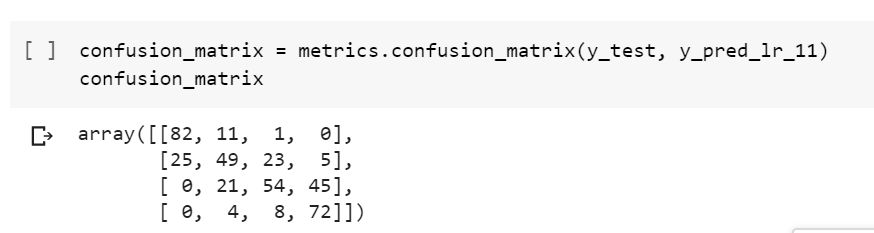 [ ] confusion_matrix = metrics.confusion_matrix(y_test, y_pred_lr_11)
confusion_matrix
array([[82, 11, 1, 0],
[25, 49, 23, 5],
[ 0, 21, 54, 45],
[ 0, 4, 8, 72]])